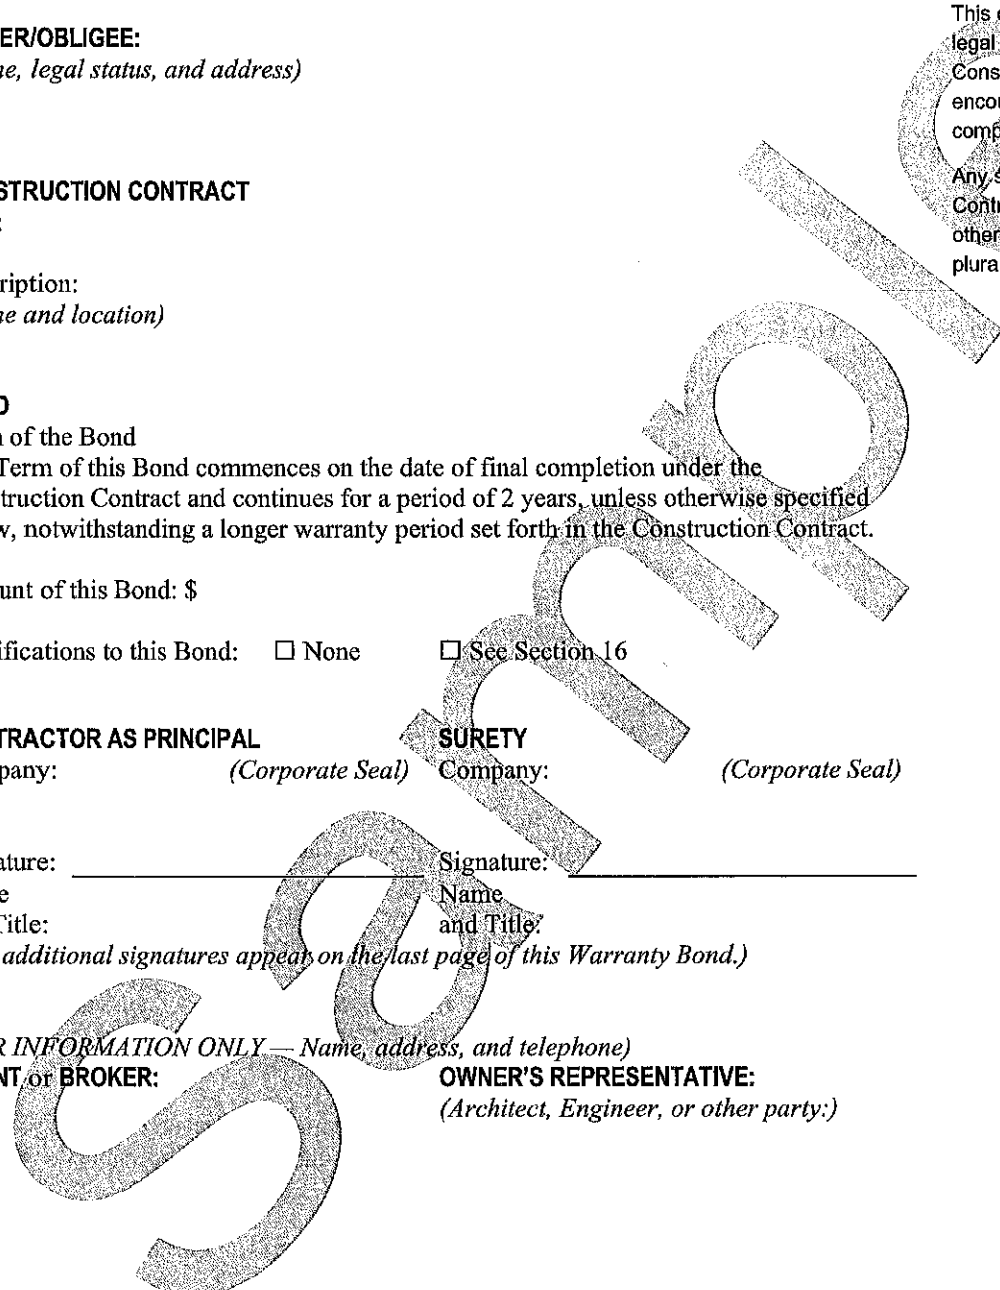 ER/OBLIGEE:
ne, legal status, and address)
STRUCTION CONTRACT
:
ription:
ne and location)
D
n of the Bond
Term of this Bond commences on the date of final completion under the
truction Contract and continues for a period of 2 years, unless otherwise specified
w, notwithstanding a longer warranty period set forth in the Construction Contract.
unt of this Bond: $
ifications to this Bond: ☐ None ☐ See Section 16
TRACTOR AS PRINCIPAL SURETY
pany: (Corporate Seal) Company: (Corporate Seal)
ature: Signature:
e Name
Title: and Title:
additional signatures appear on the last page of this Warranty Bond.)
R INFORMATION ONLY — Name, address, and telephone)
NT or BROKER: OWNER'S REPRESENTATIVE:
(Architect, Engineer, or other party:)
This
legal
Cons
encou
comp
Any s
Contr
other
plura
Sample